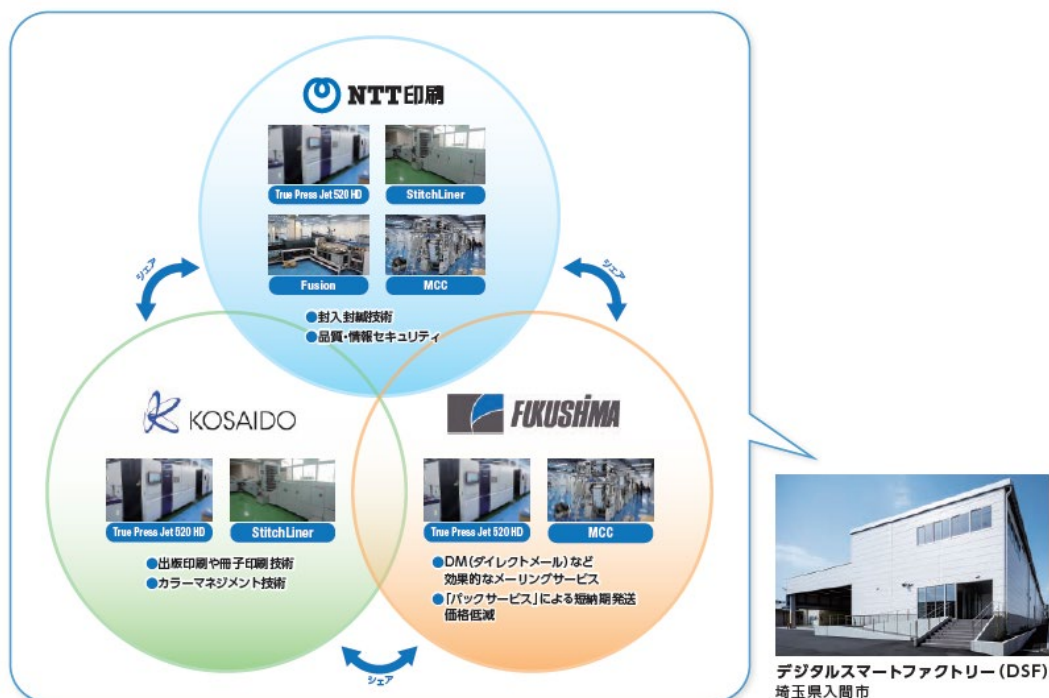 NTT印刷
True Press Jet 520 HD
StitchLiner
Fusion
MCC
●封入封緘技術
●品質・情報セキュリティ
シェア
シェア
KOSAIDO
True Press Jet 520 HD
StitchLiner
●出版印刷や冊子印刷技術
●カラーマネジメント技術
FUKUSHIMA
True Press Jet 520 HD
MCC
●DM(ダイレクトメール)など
効果的なメーリングサービス
●「パックサービス」による短納期発送
価格低減
シェア
デジタルスマートファクトリー(DSF)
埼玉県入間市